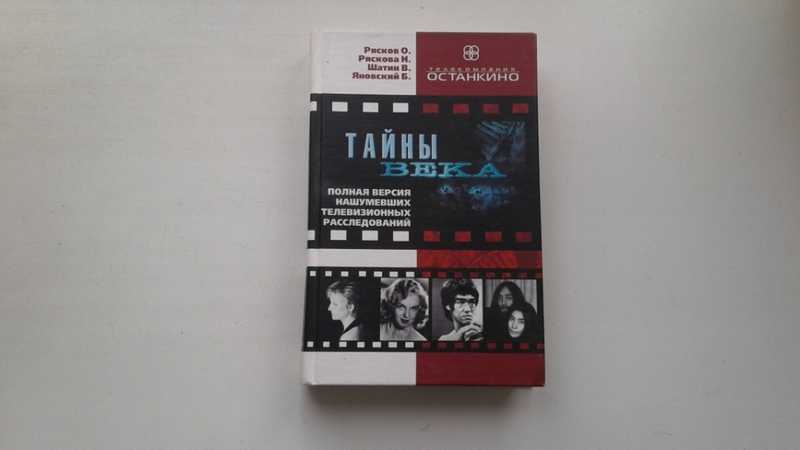 Рясков О.
Ряскова Н.
Шатин В.
Яновский Б.
ТЕЛЕКОМПАНИЯ
ОСТАНКИНО
ТАЙНЫ
ВЕКА
ПОЛНАЯ ВЕРСИЯ
НАШУМЕВШИХ
ТЕЛЕВИЗИОННЫХ
РАССЛЕДОВАНИЙ